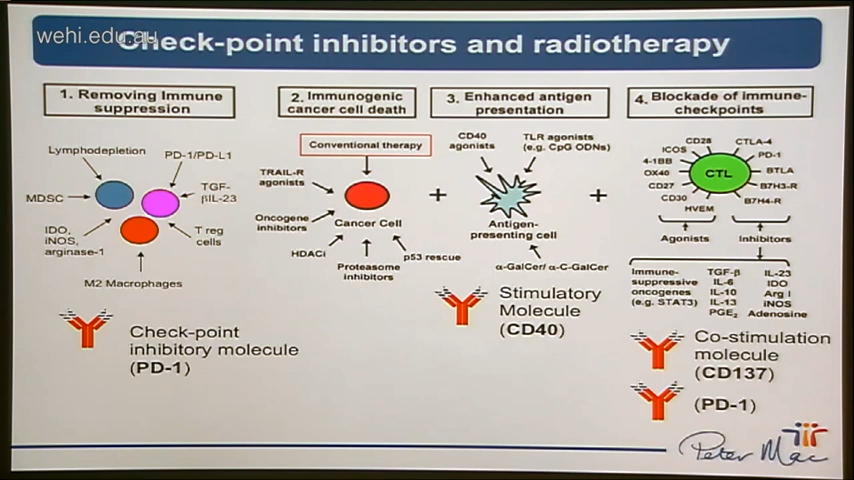 wehi.edu.au
Check-point inhibitors and radiotherapy
1. Removing Immune
suppression
2. Immunogenic
cancer cell death
3. Enhanced antigen
presentation
4. Blockade of immune-
checkpoints
Lymphodepletion
PD-1/PD-L1
MDSC
TGF-
βIL-23
IDO,
iNOS,
arginase-1
T reg
cells
M2 Macrophages
Check-point
inhibitory molecule
(PD-1)
Conventional therapy
TRAIL-R
agonists
Oncogene
inhibitors
Cancer Cell
HDACi
Proteasome
inhibitors
p53 rescue
+
CD40
agonists
TLR agonists
(e.g. CpG ODNs)
Antigen-
presenting cell
α-GalCer/ α-C-GalCer
Stimulatory
Molecule
(CD40)
+
CD28
ICOS
4-1BB
OX40
CD27
CD30
HVEM
CTL
CTLA-4
PD-1
BTLA
B7H3-R
B7H4-R
Agonists
Inhibitors
Immune-
suppressive
oncogenes
(e.g. STAT3)
TGF-β
IL-6
IL-10
IL-13
PGE₂
IL-23
IDO
Arg I
iNOS
Adenosine
Co-stimulation
molecule
(CD137)
(PD-1)
Peter Mac